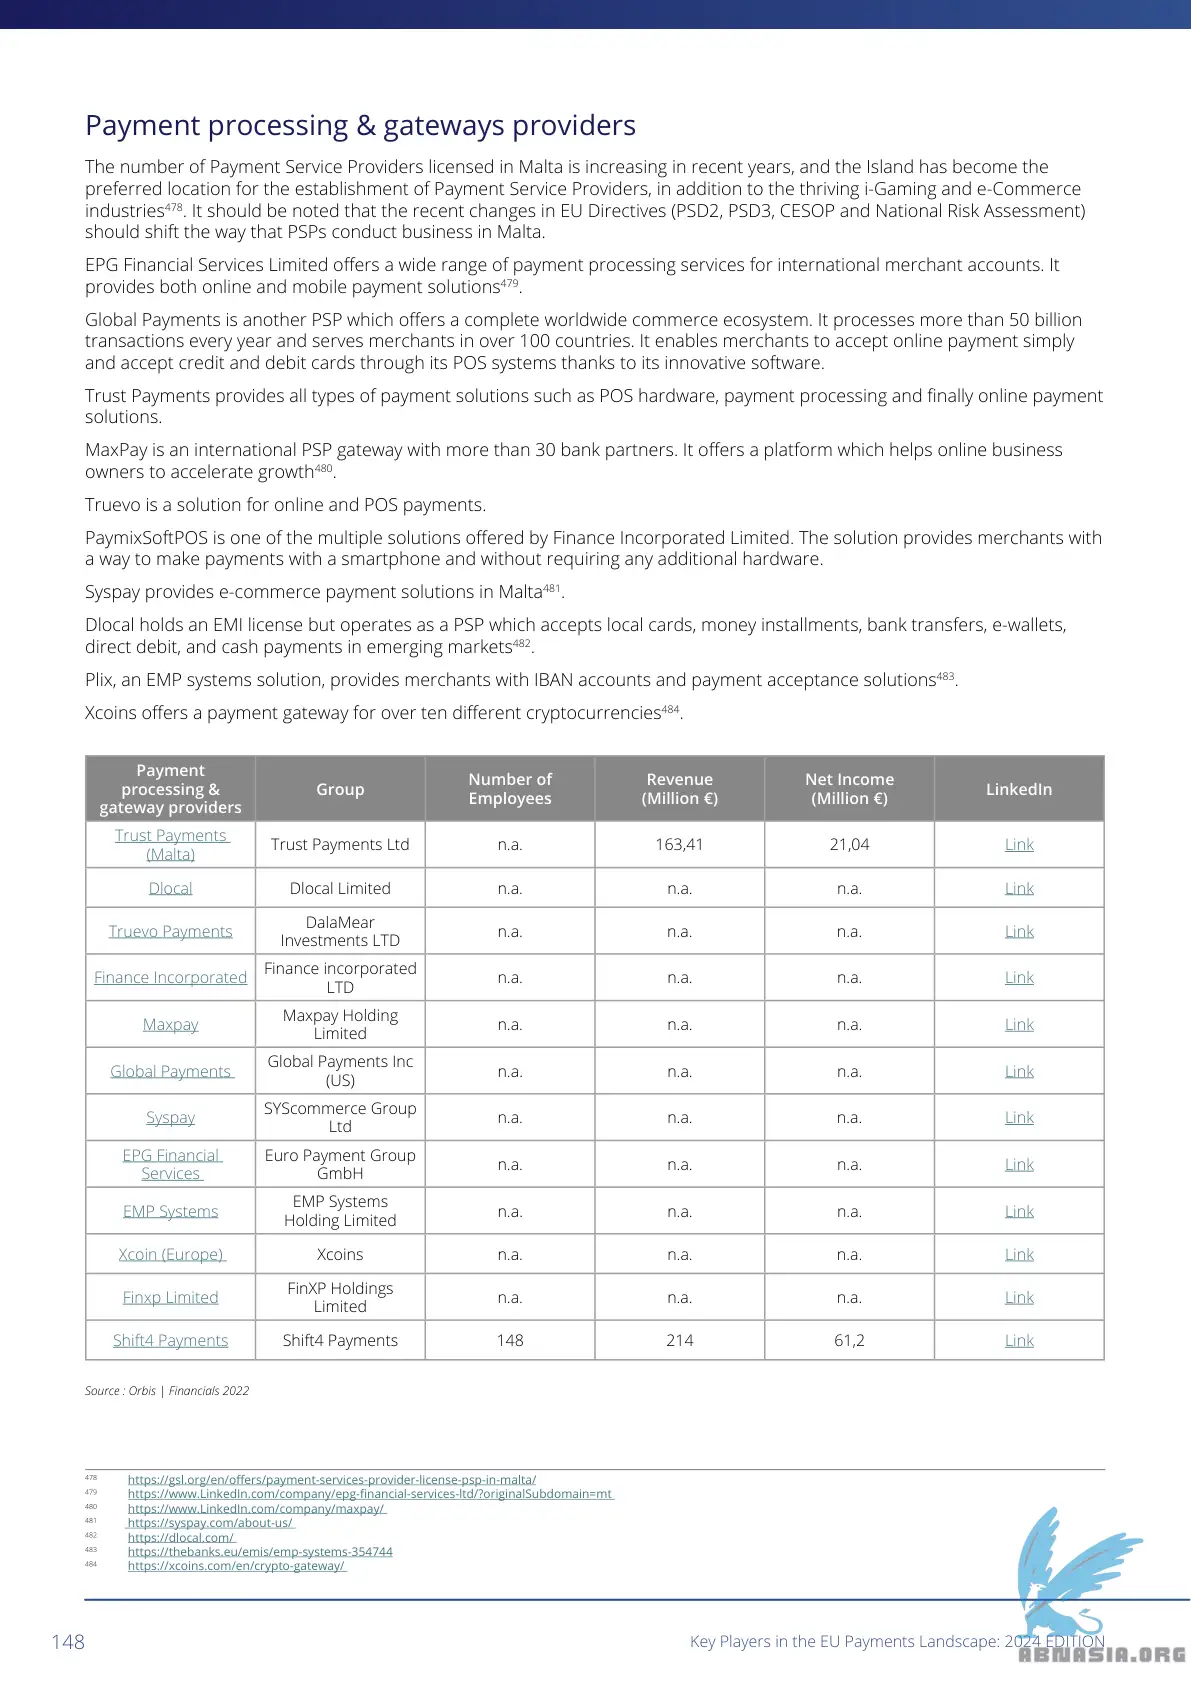 Payment processing & gateways providers
The number of Payment Service Providers licensed in Malta is increasing in recent years, and the Island has become the
preferred location for the establishment of Payment Service Providers, in addition to the thriving i-Gaming and e-Commerce
industries478. It should be noted that the recent changes in EU Directives (PSD2, PSD3, CESOP and National Risk Assessment)
should shift the way that PSPs conduct business in Malta.
EPG Financial Services Limited offers a wide range of payment processing services for international merchant accounts. It
provides both online and mobile payment solutions479.
Global Payments is another PSP which offers a complete worldwide commerce ecosystem. It processes more than 50 billion
transactions every year and serves merchants in over 100 countries. It enables merchants to accept online payment simply
and accept credit and debit cards through its POS systems thanks to its innovative software.
Trust Payments provides all types of payment solutions such as POS hardware, payment processing and finally online payment
solutions.
MaxPay is an international PSP gateway with more than 30 bank partners. It offers a platform which helps online business
owners to accelerate growth480.
Truevo is a solution for online and POS payments.
PaymixSoftPOS is one of the multiple solutions offered by Finance Incorporated Limited. The solution provides merchants with
a way to make payments with a smartphone and without requiring any additional hardware.
Syspay provides e-commerce payment solutions in Malta481.
Dlocal holds an EMI license but operates as a PSP which accepts local cards, money installments, bank transfers, e-wallets,
direct debit, and cash payments in emerging markets482.
Plix, an EMP systems solution, provides merchants with IBAN accounts and payment acceptance solutions483.
Xcoins offers a payment gateway for over ten different cryptocurrencies484.
Payment processing & gateway providers Group Number of Employees Revenue (Million €) Net Income (Million €) LinkedIn
Trust Payments (Malta) Trust Payments Ltd n.a. 163,41 21,04 Link
Dlocal Dlocal Limited n.a. n.a. n.a. Link
Truevo Payments DalaMear Investments LTD n.a. n.a. n.a. Link
Finance Incorporated Finance incorporated LTD n.a. n.a. n.a. Link
Maxpay Maxpay Holding Limited n.a. n.a. n.a. Link
Global Payments Global Payments Inc (US) n.a. n.a. n.a. Link
Syspay SYScommerce Group Ltd n.a. n.a. n.a. Link
EPG Financial Services Euro Payment Group GmbH n.a. n.a. n.a. Link
EMP Systems EMP Systems Holding Limited n.a. n.a. n.a. Link
Xcoin (Europe) Xcoins n.a. n.a. n.a. Link
Finxp Limited FinXP Holdings Limited n.a. n.a. n.a. Link
Shift4 Payments Shift4 Payments 148 214 61,2 Link
Source : Orbis | Financials 2022
478 https://gsl.org/en/offers/payment-services-provider-license-psp-in-malta/
479 https://www.LinkedIn.com/company/epg-financial-services-ltd/?originalSubdomain=mt
480 https://www.LinkedIn.com/company/maxpay/
481 https://syspay.com/about-us/
482 https://dlocal.com/
483 https://thebanks.eu/emis/emp-systems-354744
484 https://xcoins.com/en/crypto-gateway/
148
Key Players in the EU Payments Landscape: 2024 EDITION
ABNASIA.ORG